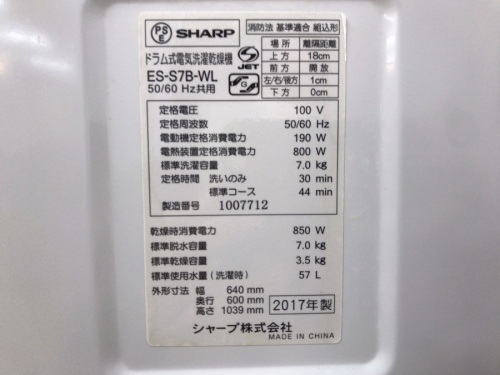 PS E SHARP 消防法 基準適合 組込形
ドラム式電気洗濯乾燥機 S JET 場所 離隔距離
ES-S7B-WL 上方 18cm
50/60 Hz共用 G 前方 開放
左/右/後方 1cm
下方 0cm
定格電圧 100 V
定格周波数 50/60 Hz
電動機定格消費電力 190 W
電熱装置定格消費電力 800 W
標準洗濯容量 7.0 kg
定格時間 洗いのみ 30 min
標準コース 44 min
製造番号 1007712
乾燥時消費電力 850 W
標準脱水容量 7.0 kg
標準乾燥容量 3.5 kg
標準使用水量（洗濯時） 57 L
外形寸法 幅 640 mm
奥行 600 mm
高さ 1039 mm 2017年製
シャープ株式会社
MADE IN CHINA